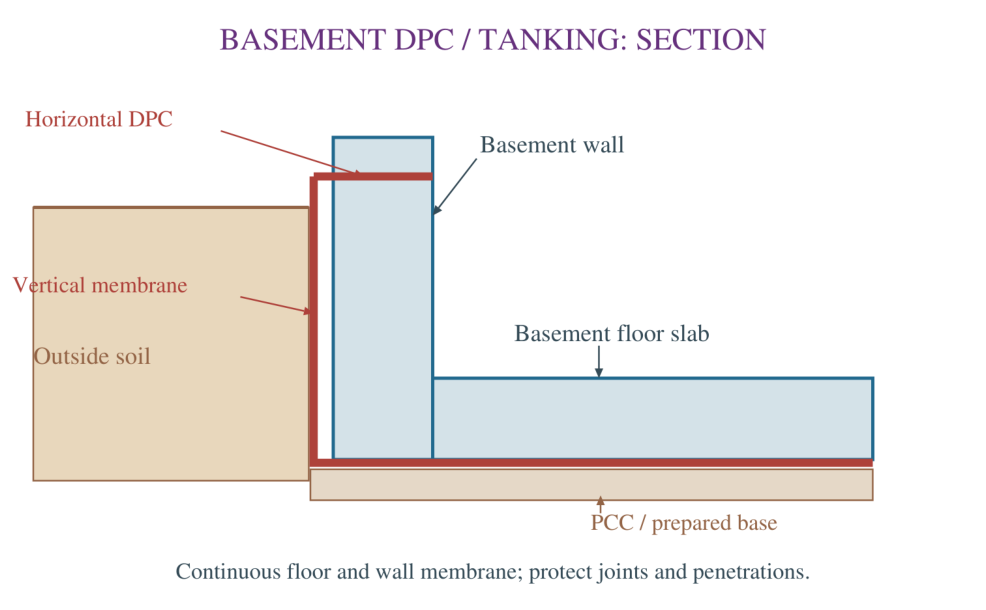 BASEMENT DPC / TANKING: SECTION
Horizontal DPC
Basement wall
Vertical membrane
Basement floor slab
Outside soil
PCC / prepared base
Continuous floor and wall membrane; protect joints and penetrations.